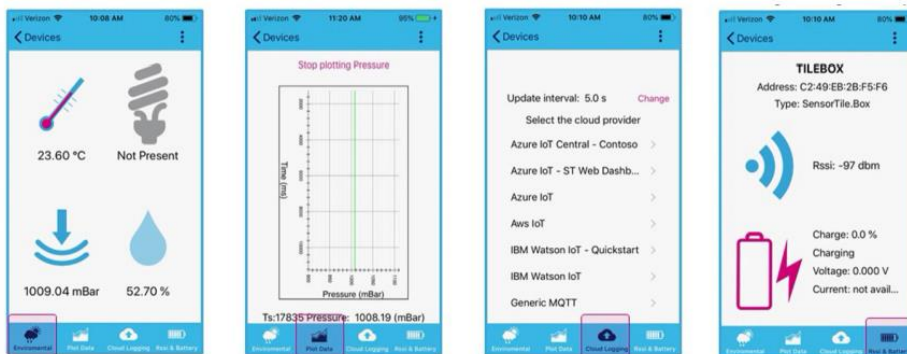 Verizon 10:08 AM 80%
Devices
23.60 °C
Not Present
1009.04 mBar
52.70 %
Enviromental Plot Data Cloud Logging Rssi & Battery
Verizon 11:20 AM 95%
Devices
Stop plotting Pressure
Time (ms)
Pressure (mBar)
Ts:17835 Pressure: 1008.19 (mBar)
Enviromental Plot Data Cloud Logging Rssi & Battery
Verizon 10:10 AM 80%
Devices
Update interval: 5.0 s Change
Select the cloud provider
Azure IoT Central - Contoso
Azure IoT - ST Web Dashb...
Azure IoT
Aws IoT
IBM Watson IoT - Quickstart
IBM Watson IoT
Generic MQTT
Enviromental Plot Data Cloud Logging Rssi & Battery
Verizon 10:10 AM 80%
Devices
TILEBOX
Address: C2:49:EB:2B:F5:F6
Type: SensorTile.Box
Rssi: -97 dbm
Charge: 0.0 %
Charging
Voltage: 0.000 V
Current: not avail...
Enviromental Plot Data Cloud Logging Rssi & Battery